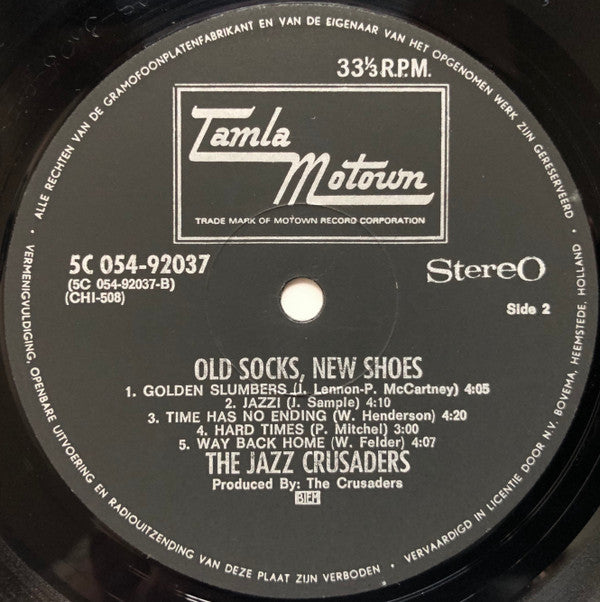 ALLE RECHTEN VAN DE GRAMOFOONPLATENFABRIKANT EN VAN DE EIGENAAR VAN HET OPGENOMEN WERK ZIJN GERESERVEERD •
33⅓ R.P.M.
Tamla
Motown
TRADE MARK OF MOTOWN RECORD CORPORATION
5C 054-92037
(5C 054-92037-B)
(CHI-508)
StereO
Side 2
OLD SOCKS, NEW SHOES
1. GOLDEN SLUMBERS (J. Lennon-P. McCartney) 4:05
2. JAZZI (J. Sample) 4:10
3. TIME HAS NO ENDING (W. Henderson) 4:20
4. HARD TIMES (P. Mitchel) 3:00
5. WAY BACK HOME (W. Felder) 4:07
THE JAZZ CRUSADERS
Produced By: The Crusaders
BIEM
• VERMENIGVULDIGING, OPENBARE UITVOERING EN RADIOUITZENDING VAN DEZE PLAAT ZIJN VERBODEN •
VERVAARDIGD IN LICENTIE DOOR N.V. BOVEMA, HEEMSTEDE, HOLLAND •